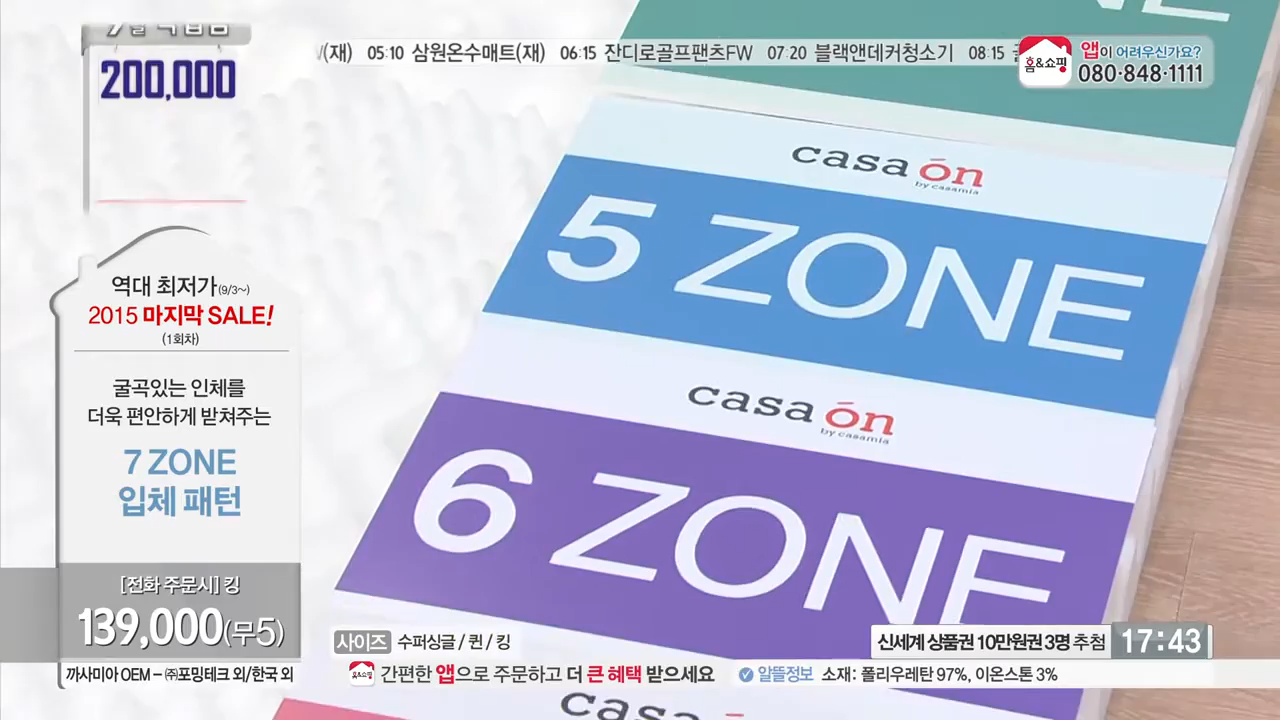 200,000
(재) 05:10 삼원온수매트(재) 06:15 잔디로골프팬츠FW 07:20 블랙앤데커청소기 08:15
홈&쇼핑
앱이 어려우신가요?
080·848·1111
casa ón
by casamia
5 ZONE
casa ón
by casamia
6 ZONE
casa
역대 최저가(9/3~)
2015 마지막 SALE!
(1회차)
굴곡있는 인체를
더욱 편안하게 받쳐주는
7 ZONE
입체 패턴
[전화 주문시] 킹
139,000(무5)
까사미아 OEM – ㈜포밍테크 외/한국 외
사이즈 수퍼싱글 / 퀸 / 킹
신세계 상품권 10만원권 3명 추첨 17:43
홈&쇼핑 간편한 앱으로 주문하고 더 큰 혜택 받으세요
알뜰정보 소재: 폴리우레탄 97%, 이온스톤 3%